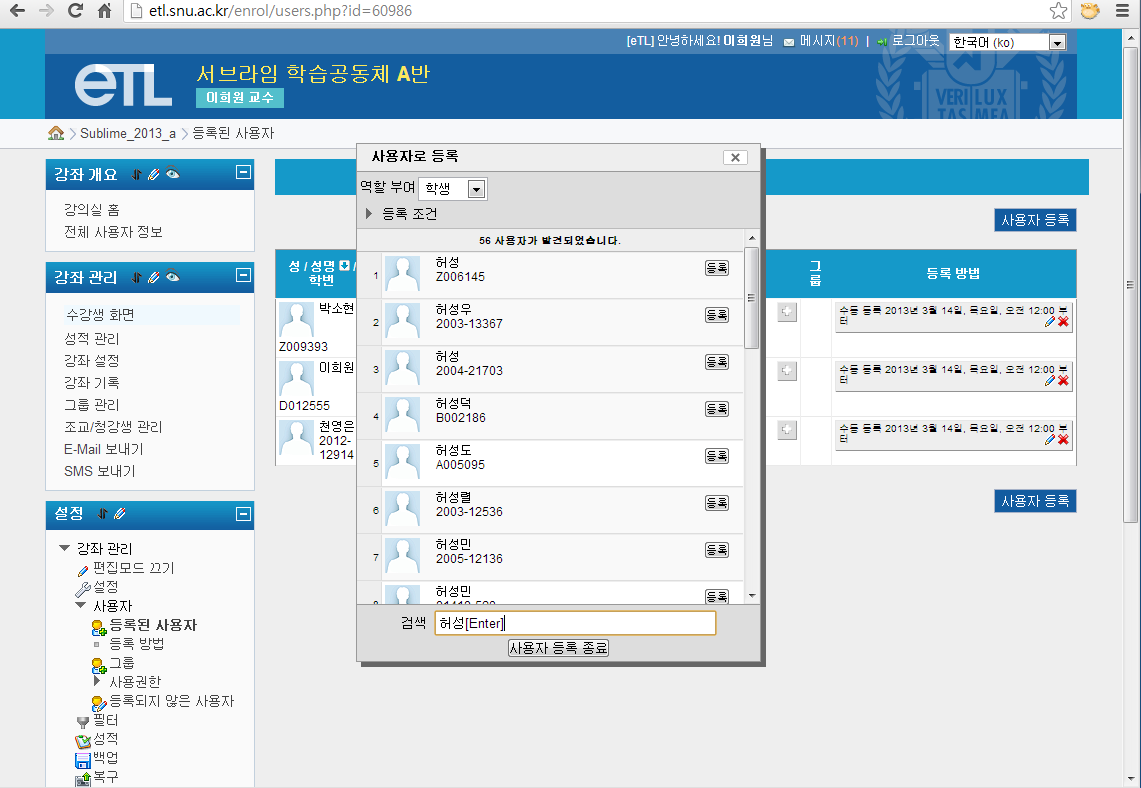 etl.snu.ac.kr/enrol/users.php?id=60986
[eTL] 안녕하세요! 이희원님 메시지(11) | 로그아웃 한국어 (ko)
eTL
서브라임 학습공동체 A반
이희원 교수
VERI LUX
TAS MEA
Sublime_2013_a 등록된 사용자
강좌 개요
강의실 홈
전체 사용자 정보
강좌 관리
수강생 화면
성적 관리
강좌 설정
강좌 기록
그룹 관리
조교/청강생 관리
E-Mail 보내기
SMS 보내기
설정
강좌 관리
편집모드 끄기
설정
사용자
등록된 사용자
등록 방법
그룹
사용권한
등록되지 않은 사용자
필터
성적
백업
복구
사용자 등록
성 / 성명 /
학번
그
룹
등록 방법
박소현
Z009393
수동 등록 2013년 3월 14일, 목요일, 오전 12:00 부
터
이희원
D012555
수동 등록 2013년 3월 14일, 목요일, 오전 12:00 부
터
천영은
2012-
12914
수동 등록 2013년 3월 14일, 목요일, 오전 12:00 부
터
사용자 등록
사용자로 등록
역할 부여 학생
등록 조건
56 사용자가 발견되었습니다.
1 허성 등록
Z006145
2 허성우 등록
2003-13367
3 허성 등록
2004-21703
4 허성덕 등록
B002186
5 허성도 등록
A005095
6 허성렬 등록
2003-12536
7 허성민 등록
2005-12136
허성민 등록
검색 허성[Enter]
사용자 등록 종료